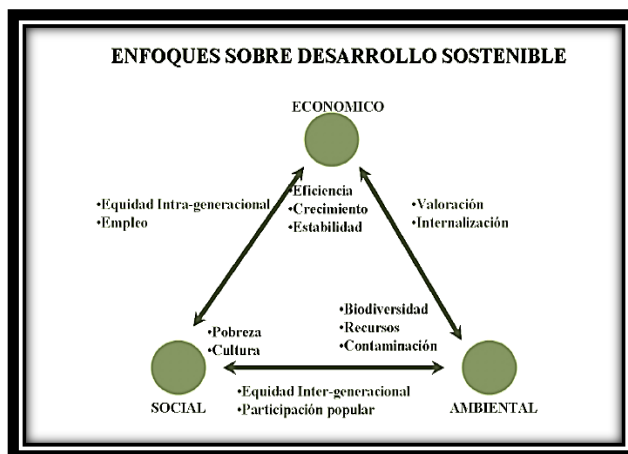 ENFOQUES SOBRE DESARROLLO SOSTENIBLE
ECONOMICO
•Equidad Intra-generacional
•Empleo
•Eficiencia
•Crecimiento
•Estabilidad
•Valoración
•Internalización
•Pobreza
•Cultura
•Biodiversidad
•Recursos
•Contaminación
SOCIAL
•Equidad Inter-generacional
•Participación popular
AMBIENTAL